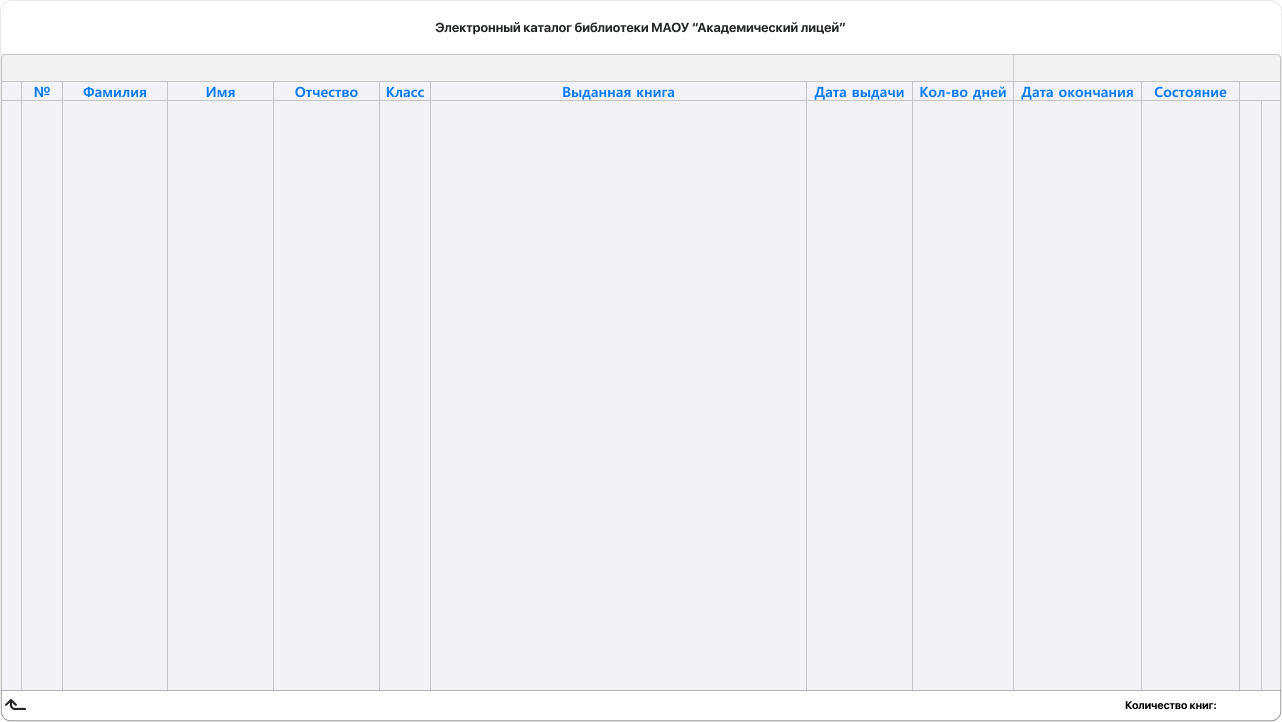 Электронный каталог библиотеки МАОУ “Академический лицей”
№ Фамилия Имя Отчество Класс Выданная книга Дата выдачи Кол-во дней Дата окончания Состояние
Количество книг: